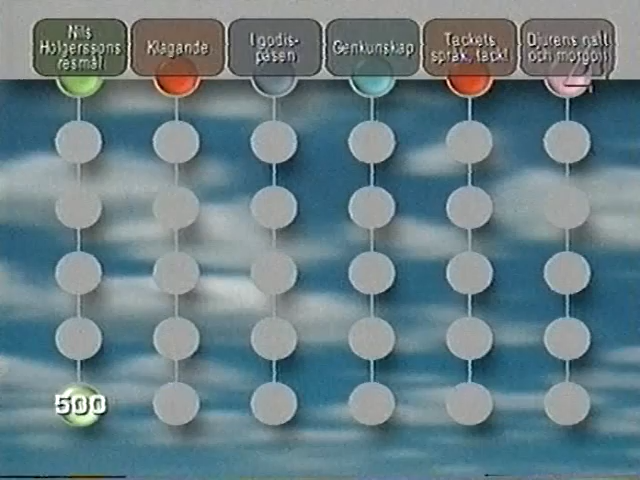 Nils
Holgerssons
resmål
Klagande
I godis-
påsen
Genkunskap
Tackets
språk, tack!
Djurens natt
och morgon
500